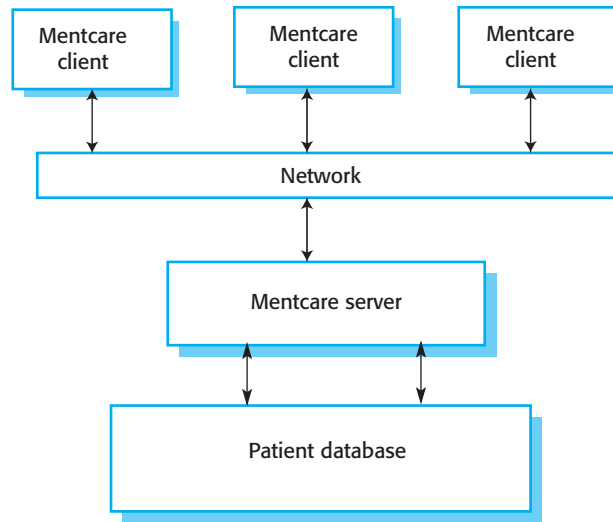 Mentcare
client
Mentcare
client
Mentcare
client
Network
Mentcare server
Patient database